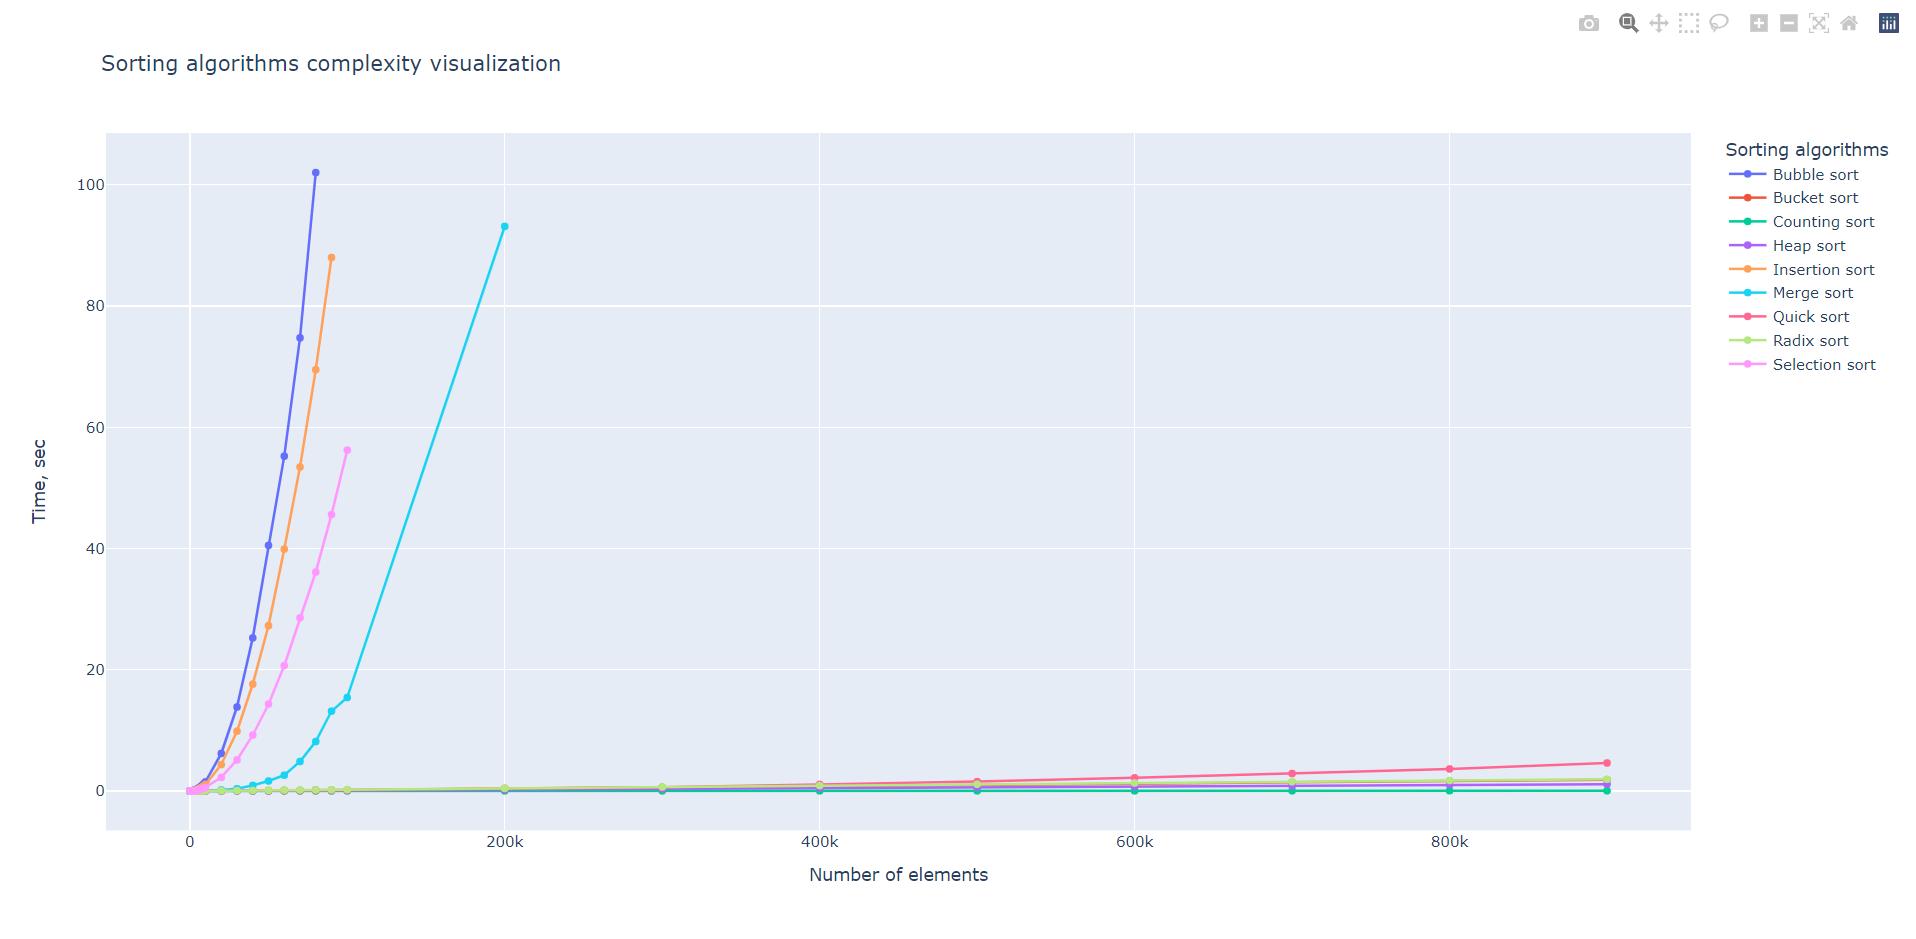 Sorting algorithms complexity visualization
Sorting algorithms
Bubble sort
Bucket sort
Counting sort
Heap sort
Insertion sort
Merge sort
Quick sort
Radix sort
Selection sort
100
80
60
40
20
0
Time, sec
0 200k 400k 600k 800k
Number of elements